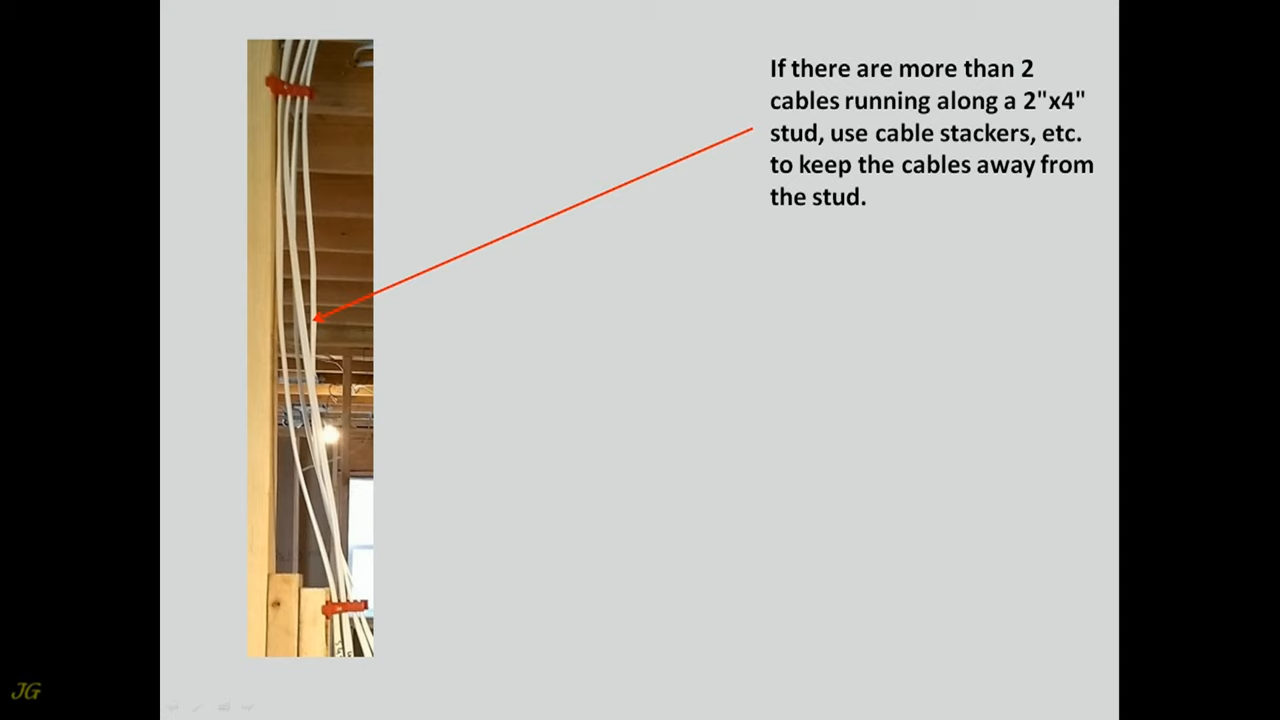 If there are more than 2
cables running along a 2"x4"
stud, use cable stackers, etc.
to keep the cables away from
the stud.
JG